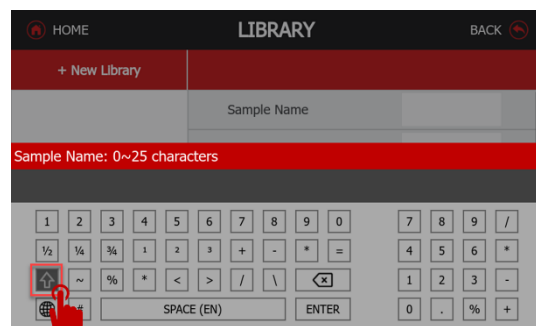 HOME LIBRARY BACK
+ New Library
Sample Name
Sample Name: 0~25 characters
1 2 3 4 5 6 7 8 9 0 7 8 9 /
½ ¼ ¾ ¹ ² ³ + - * = 4 5 6 *
~ % * < > / \ 1 2 3 -
# SPACE (EN) ENTER 0 . % +